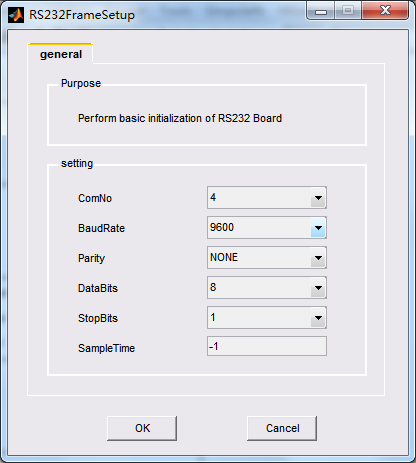 RS232FrameSetup
general
Purpose
Perform basic initialization of RS232 Board
setting
ComNo 4
BaudRate 9600
Parity NONE
DataBits 8
StopBits 1
SampleTime -1
OK Cancel